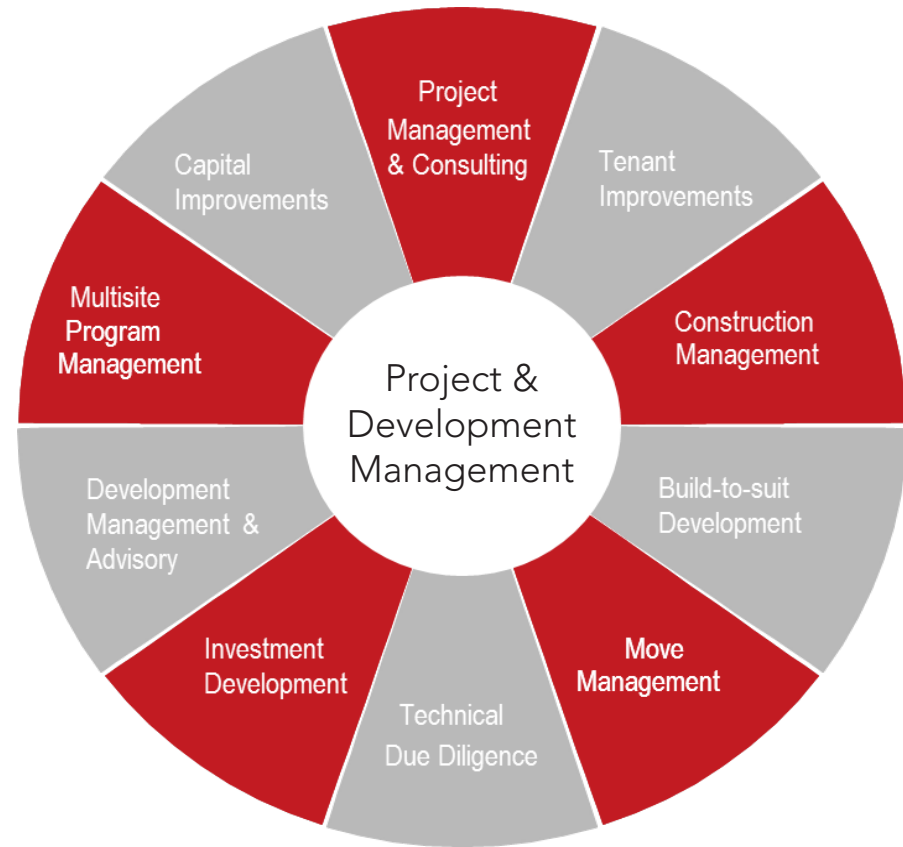 Project
Management
& Consulting
Tenant
Improvements
Construction
Management
Build-to-suit
Development
Move
Management
Technical
Due Diligence
Investment
Development
Development
Management &
Advisory
Multisite
Program
Management
Capital
Improvements
Project &
Development
Management